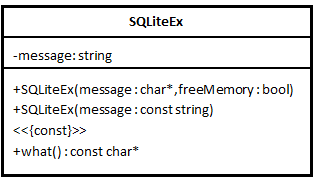 SQLiteEx
-message:string
+SQLiteEx(message:char*,freeMemory:bool)
+SQLiteEx(message:const string)
<<{const}>>
+what():const char*